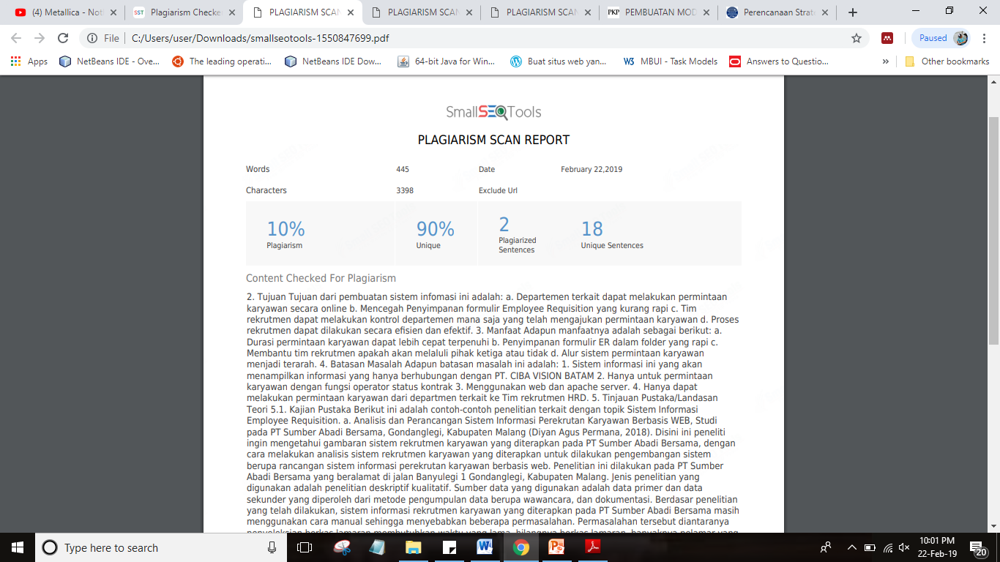 (4) Metallica - Not
Plagiarism Checke
PLAGIARISM SCAN
PLAGIARISM SCAN
PLAGIARISM SCAN
PKP PEMBUATAN MOD
Perencanaan Strate
File C:/Users/user/Downloads/smallseotools-1550847699.pdf
Paused
Apps
NetBeans IDE - Ove...
The leading operati...
NetBeans IDE Dow...
64-bit Java for Win...
Buat situs web yan...
W3 MBUI - Task Models
Answers to Questio...
»
Other bookmarks
SmallSEOTools
PLAGIARISM SCAN REPORT
Words 445 Date February 22,2019
Characters 3398 Exclude Url
10% 90% 2 18
Plagiarism Unique Plagiarized Sentences Unique Sentences
Content Checked For Plagiarism
2. Tujuan Tujuan dari pembuatan sistem infomasi ini adalah: a. Departemen terkait dapat melakukan permintaan
karyawan secara online b. Mencegah Penyimpanan formulir Employee Requisition yang kurang rapi c. Tim
rekrutmen dapat melakukan kontrol departemen mana saja yang telah mengajukan permintaan karyawan d. Proses
rekrutmen dapat dilakukan secara efisien dan efektif. 3. Manfaat Adapun manfaatnya adalah sebagai berikut: a.
Durasi permintaan karyawan dapat lebih cepat terpenuhi b. Penyimpanan formulir ER dalam folder yang rapi c.
Membantu tim rekrutmen apakah akan melaluli pihak ketiga atau tidak d. Alur sistem permintaan karyawan
menjadi terarah. 4. Batasan Masalah Adapun batasan masalah ini adalah: 1. Sistem informasi ini yang akan
menampilkan informasi yang hanya berhubungan dengan PT. CIBA VISION BATAM 2. Hanya untuk permintaan
karyawan dengan fungsi operator status kontrak 3. Menggunakan web dan apache server. 4. Hanya dapat
melakukan permintaan karyawan dari departmen terkait ke Tim rekrutmen HRD. 5. Tinjauan Pustaka/Landasan
Teori 5.1. Kajian Pustaka Berikut ini adalah contoh-contoh penelitian terkait dengan topik Sistem Informasi
Employee Requisition. a. Analisis dan Perancangan Sistem Informasi Perekrutan Karyawan Berbasis WEB, Studi
pada PT Sumber Abadi Bersama, Gondanglegi, Kabupaten Malang (Diyan Agus Permana, 2018). Disini ini peneliti
ingin mengetahui gambaran sistem rekrutmen karyawan yang diterapkan pada PT Sumber Abadi Bersama, dengan
cara melakukan analisis sistem rekrutmen karyawan yang diterapkan untuk dilakukan pengembangan sistem
berupa rancangan sistem informasi perekrutan karyawan berbasis web. Penelitian ini dilakukan pada PT Sumber
Abadi Bersama yang beralamat di jalan Banyulegi 1 Gondanglegi, Kabupaten Malang. Jenis penelitian yang
digunakan adalah penelitian deskriptif kualitatif. Sumber data yang digunakan adalah data primer dan data
sekunder yang diperoleh dari metode pengumpulan data berupa wawancara, dan dokumentasi. Berdasar penelitian
yang telah dilakukan, sistem informasi rekrutmen karyawan yang diterapkan pada PT Sumber Abadi Bersama masih
menggunakan cara manual sehingga menyebabkan beberapa permasalahan. Permasalahan tersebut diantaranya
Type here to search
10:01 PM
22-Feb-19
20